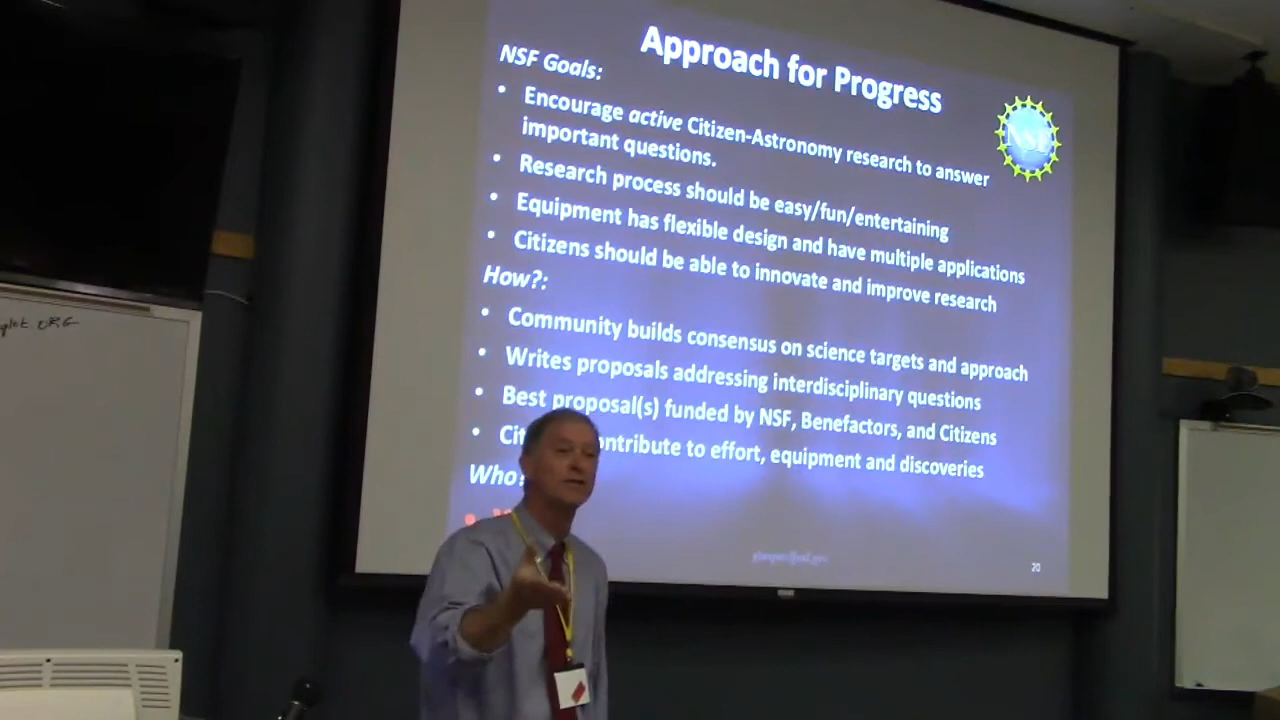 Approach for Progress
NSF Goals:
• Encourage active Citizen-Astronomy research to answer
important questions.
• Research process should be easy/fun/entertaining
• Equipment has flexible design and have multiple applications
• Citizens should be able to innovate and improve research
How?:
• Community builds consensus on science targets and approach
• Writes proposals addressing interdisciplinary questions
• Best proposal(s) funded by NSF, Benefactors, and Citizens
• contribute to effort, equipment and discoveries
Who?
20
NSF
ORG